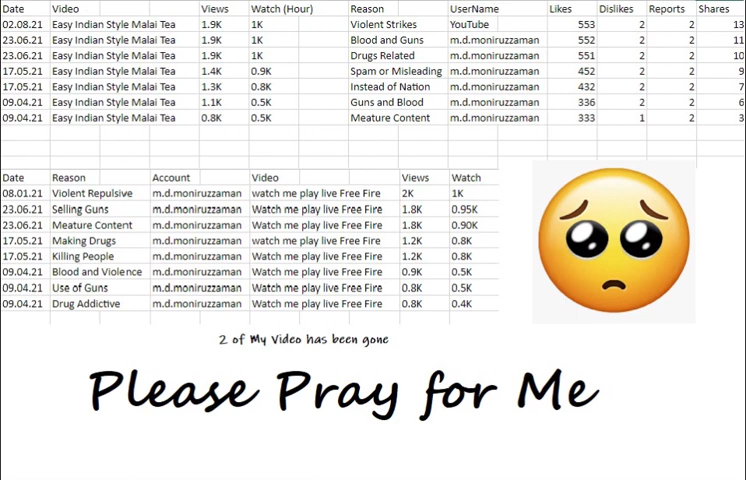 Date Video Views Watch (Hour) Reason UserName Likes Dislikes Reports Shares
02.08.21 Easy Indian Style Malai Tea 1.9K 1K Violent Strikes YouTube 553 2 2 13
23.06.21 Easy Indian Style Malai Tea 1.9K 1K Blood and Guns m.d.moniruzzaman 552 2 2 11
23.06.21 Easy Indian Style Malai Tea 1.9K 1K Drugs Related m.d.moniruzzaman 551 2 2 10
17.05.21 Easy Indian Style Malai Tea 1.4K 0.9K Spam or Misleading m.d.moniruzzaman 452 2 2 9
17.05.21 Easy Indian Style Malai Tea 1.3K 0.8K Instead of Nation m.d.moniruzzaman 432 2 2 7
09.04.21 Easy Indian Style Malai Tea 1.1K 0.5K Guns and Blood m.d.moniruzzaman 336 2 2 6
09.04.21 Easy Indian Style Malai Tea 0.8K 0.5K Meature Content m.d.moniruzzaman 333 1 2 3
Date Reason Account Video Views Watch
08.01.21 Violent Repulsive m.d.moniruzzaman watch me play live Free Fire 2K 1K
23.06.21 Selling Guns m.d.moniruzzaman Watch me play live Free Fire 1.8K 0.95K
23.06.21 Meature Content m.d.moniruzzaman Watch me play live Free Fire 1.8K 0.90K
17.05.21 Making Drugs m.d.moniruzzaman watch me play live Free Fire 1.2K 0.8K
17.05.21 Killing People m.d.moniruzzaman Watch me play live Free Fire 1.2K 0.8K
09.04.21 Blood and Violence m.d.moniruzzaman Watch me play live Free Fire 0.9K 0.5K
09.04.21 Use of Guns m.d.moniruzzaman Watch me play live Free Fire 0.8K 0.5K
09.04.21 Drug Addictive m.d.moniruzzaman Watch me play live Free Fire 0.8K 0.4K
2 of My Video has been gone
Please Pray for Me